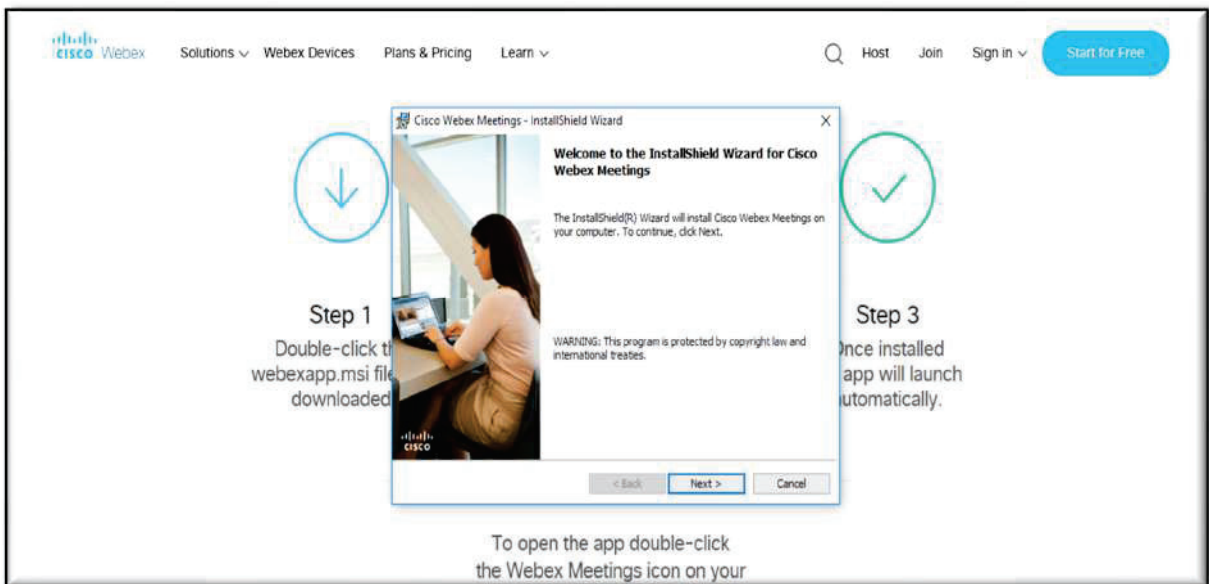 CISCO Webex Solutions Webex Devices Plans & Pricing Learn Host Join Sign in Start for Free
Cisco Webex Meetings - InstallShield Wizard
Welcome to the InstallShield Wizard for Cisco
Webex Meetings
The InstallShield(R) Wizard will install Cisco Webex Meetings on
your computer. To continue, click Next.
WARNING: This program is protected by copyright law and
international treaties.
CISCO
< Back Next > Cancel
Step 1
Double-click
webexapp.msi
downloaded
Step 3
installed
app will launch
automatically.
To open the app double-click
the Webex Meetings icon on your